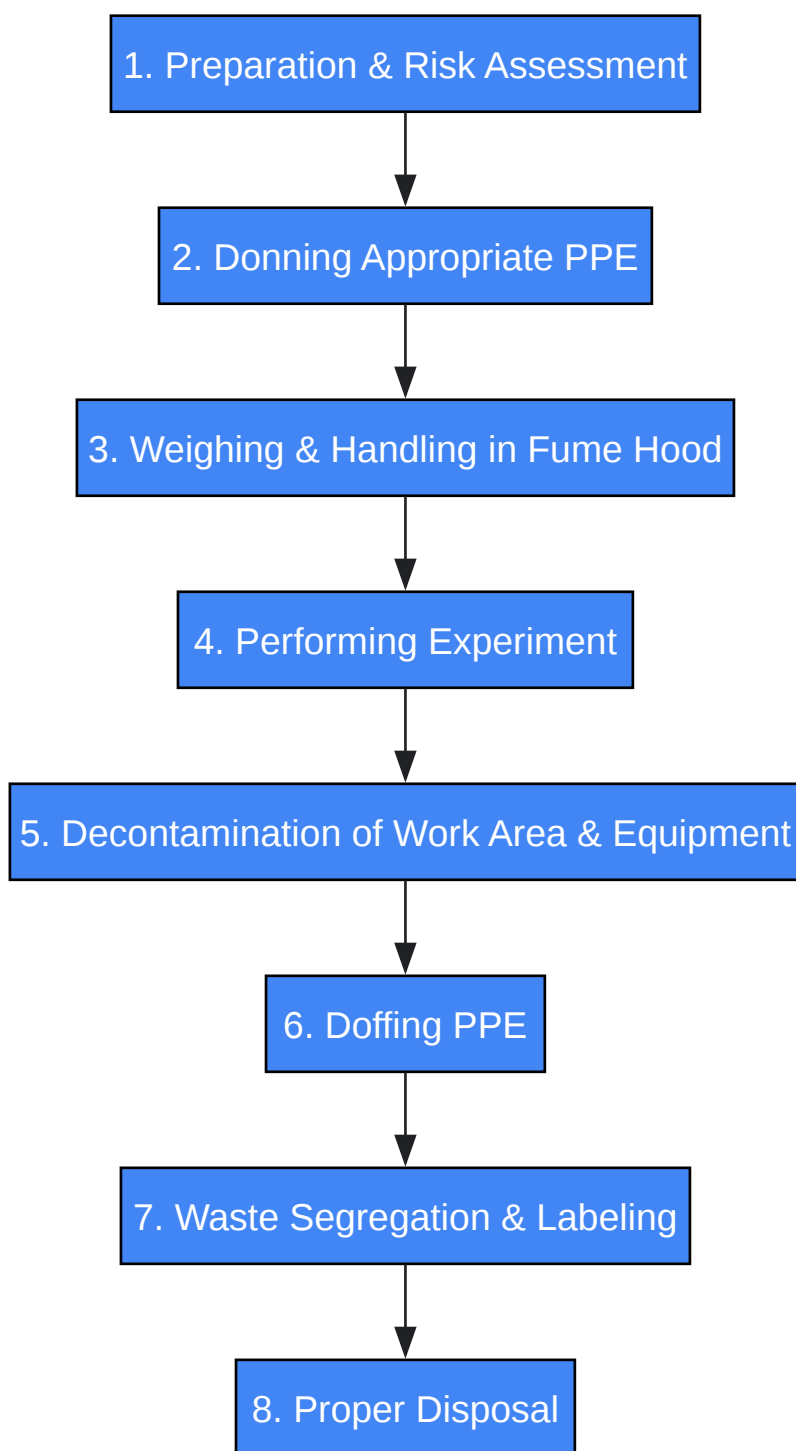 1. Preparation & Risk Assessment
2. Donning Appropriate PPE
3. Weighing & Handling in Fume Hood
4. Performing Experiment
5. Decontamination of Work Area & Equipment
6. Doffing PPE
7. Waste Segregation & Labeling
8. Proper Disposal